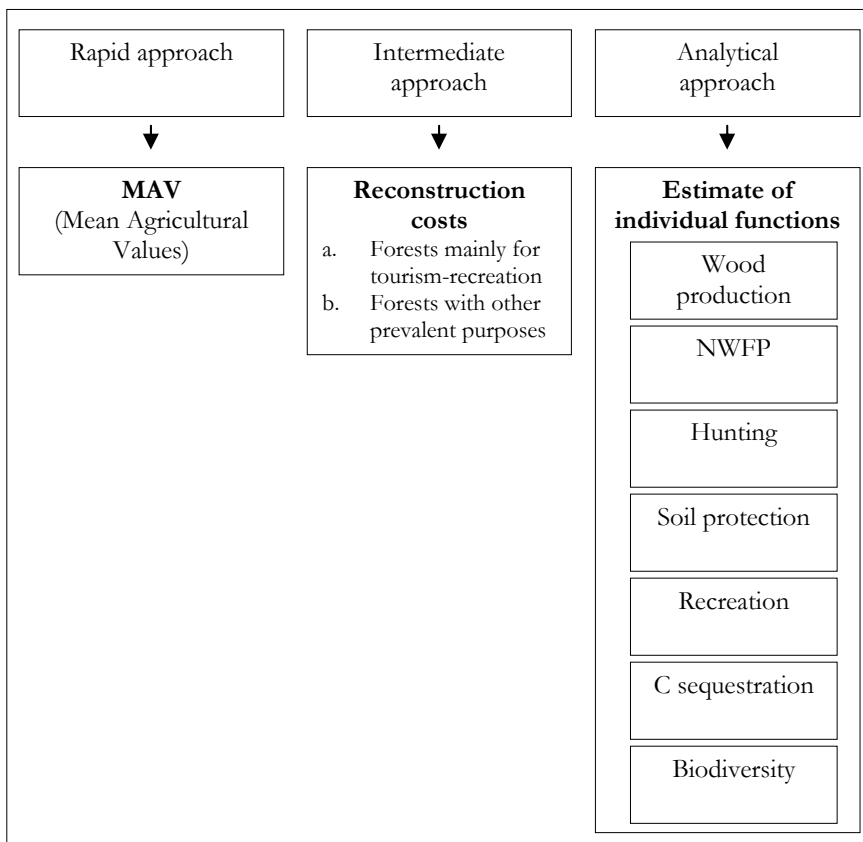 Rapid approach
Intermediate
approach
Analytical
approach
MAV
(Mean Agricultural
Values)
Reconstruction
costs
a. Forests mainly for
tourism-recreation
b. Forests with other
prevalent purposes
Estimate of
individual functions
Wood
production
NWFP
Hunting
Soil protection
Recreation
C sequestration
Biodiversity